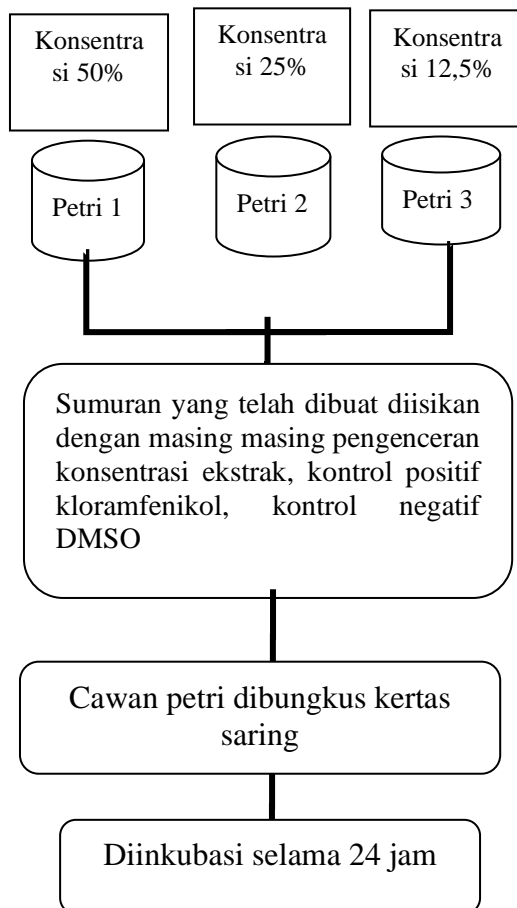 Konsentra
si 50%
Konsentra
si 25%
Konsentra
si 12,5%
Petri 1
Petri 2
Petri 3
Sumuran yang telah dibuat diisikan
dengan masing masing pengenceran
konsentrasi ekstrak, kontrol positif
kloramfenikol, kontrol negatif
DMSO
Cawan petri dibungkus kertas
saring
Diinkubasi selama 24 jam